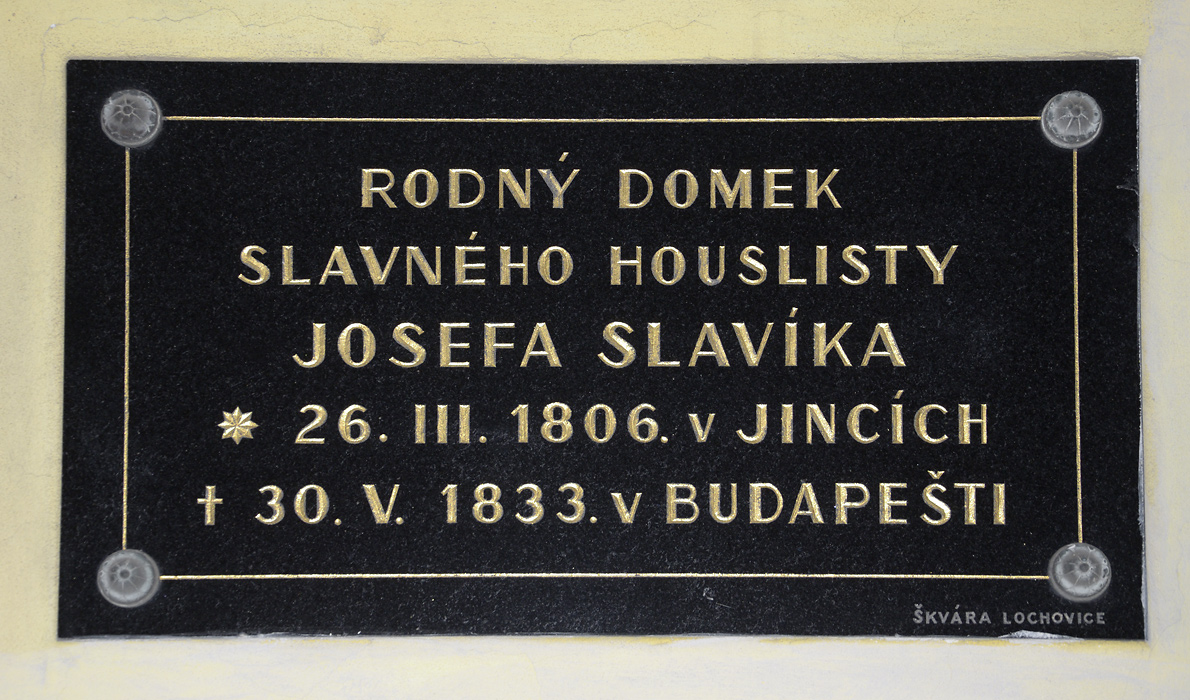 RODNÝ DOMEK
SLAVNÉHO HOUSLISTY
JOSEFA SLAVÍKA
* 26. III. 1806. v JINCÍCH
† 30. V. 1833. v BUDAPEŠTI
ŠKVÁRA LOCHOVICE